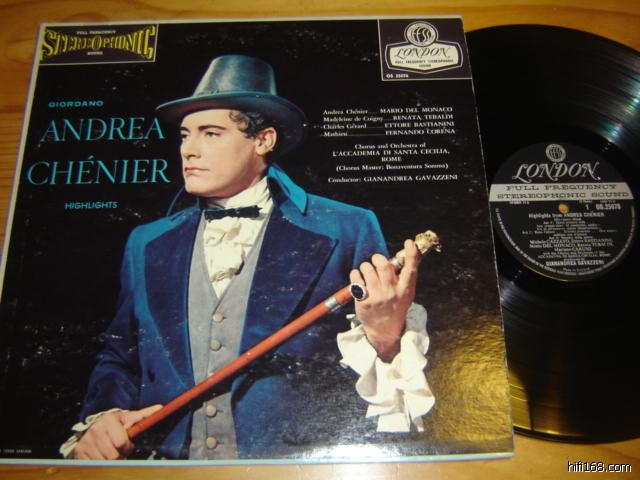 FULL FREQUENCY
STEREOPHONIC
SOUND
FFSS
LONDON
FULL FREQUENCY STEREOPHONIC
SOUND
OS 25076
GIORDANO
ANDREA
CHÉNIER
HIGHLIGHTS
Andrea Chénier..... MARIO DEL MONACO
Madeleine de Coigny..... RENATA TEBALDI
Charles Gérard..... ETTORE BASTIANINI
Mathieu..... FERNANDO CORENA
Chorus and Orchestra of
L'ACCADEMIA DI SANTA CECILIA,
ROME
(Chorus Master: Bonaventura Somma)
Conductor: GIANANDREA GAVAZZENI
LONDON
FULL FREQUENCY
STEREOPHONIC SOUND
1 OS.25076
Highlights from ANDREA CHÉNIER
GIANANDREA GAVAZZENI
hifi168.com